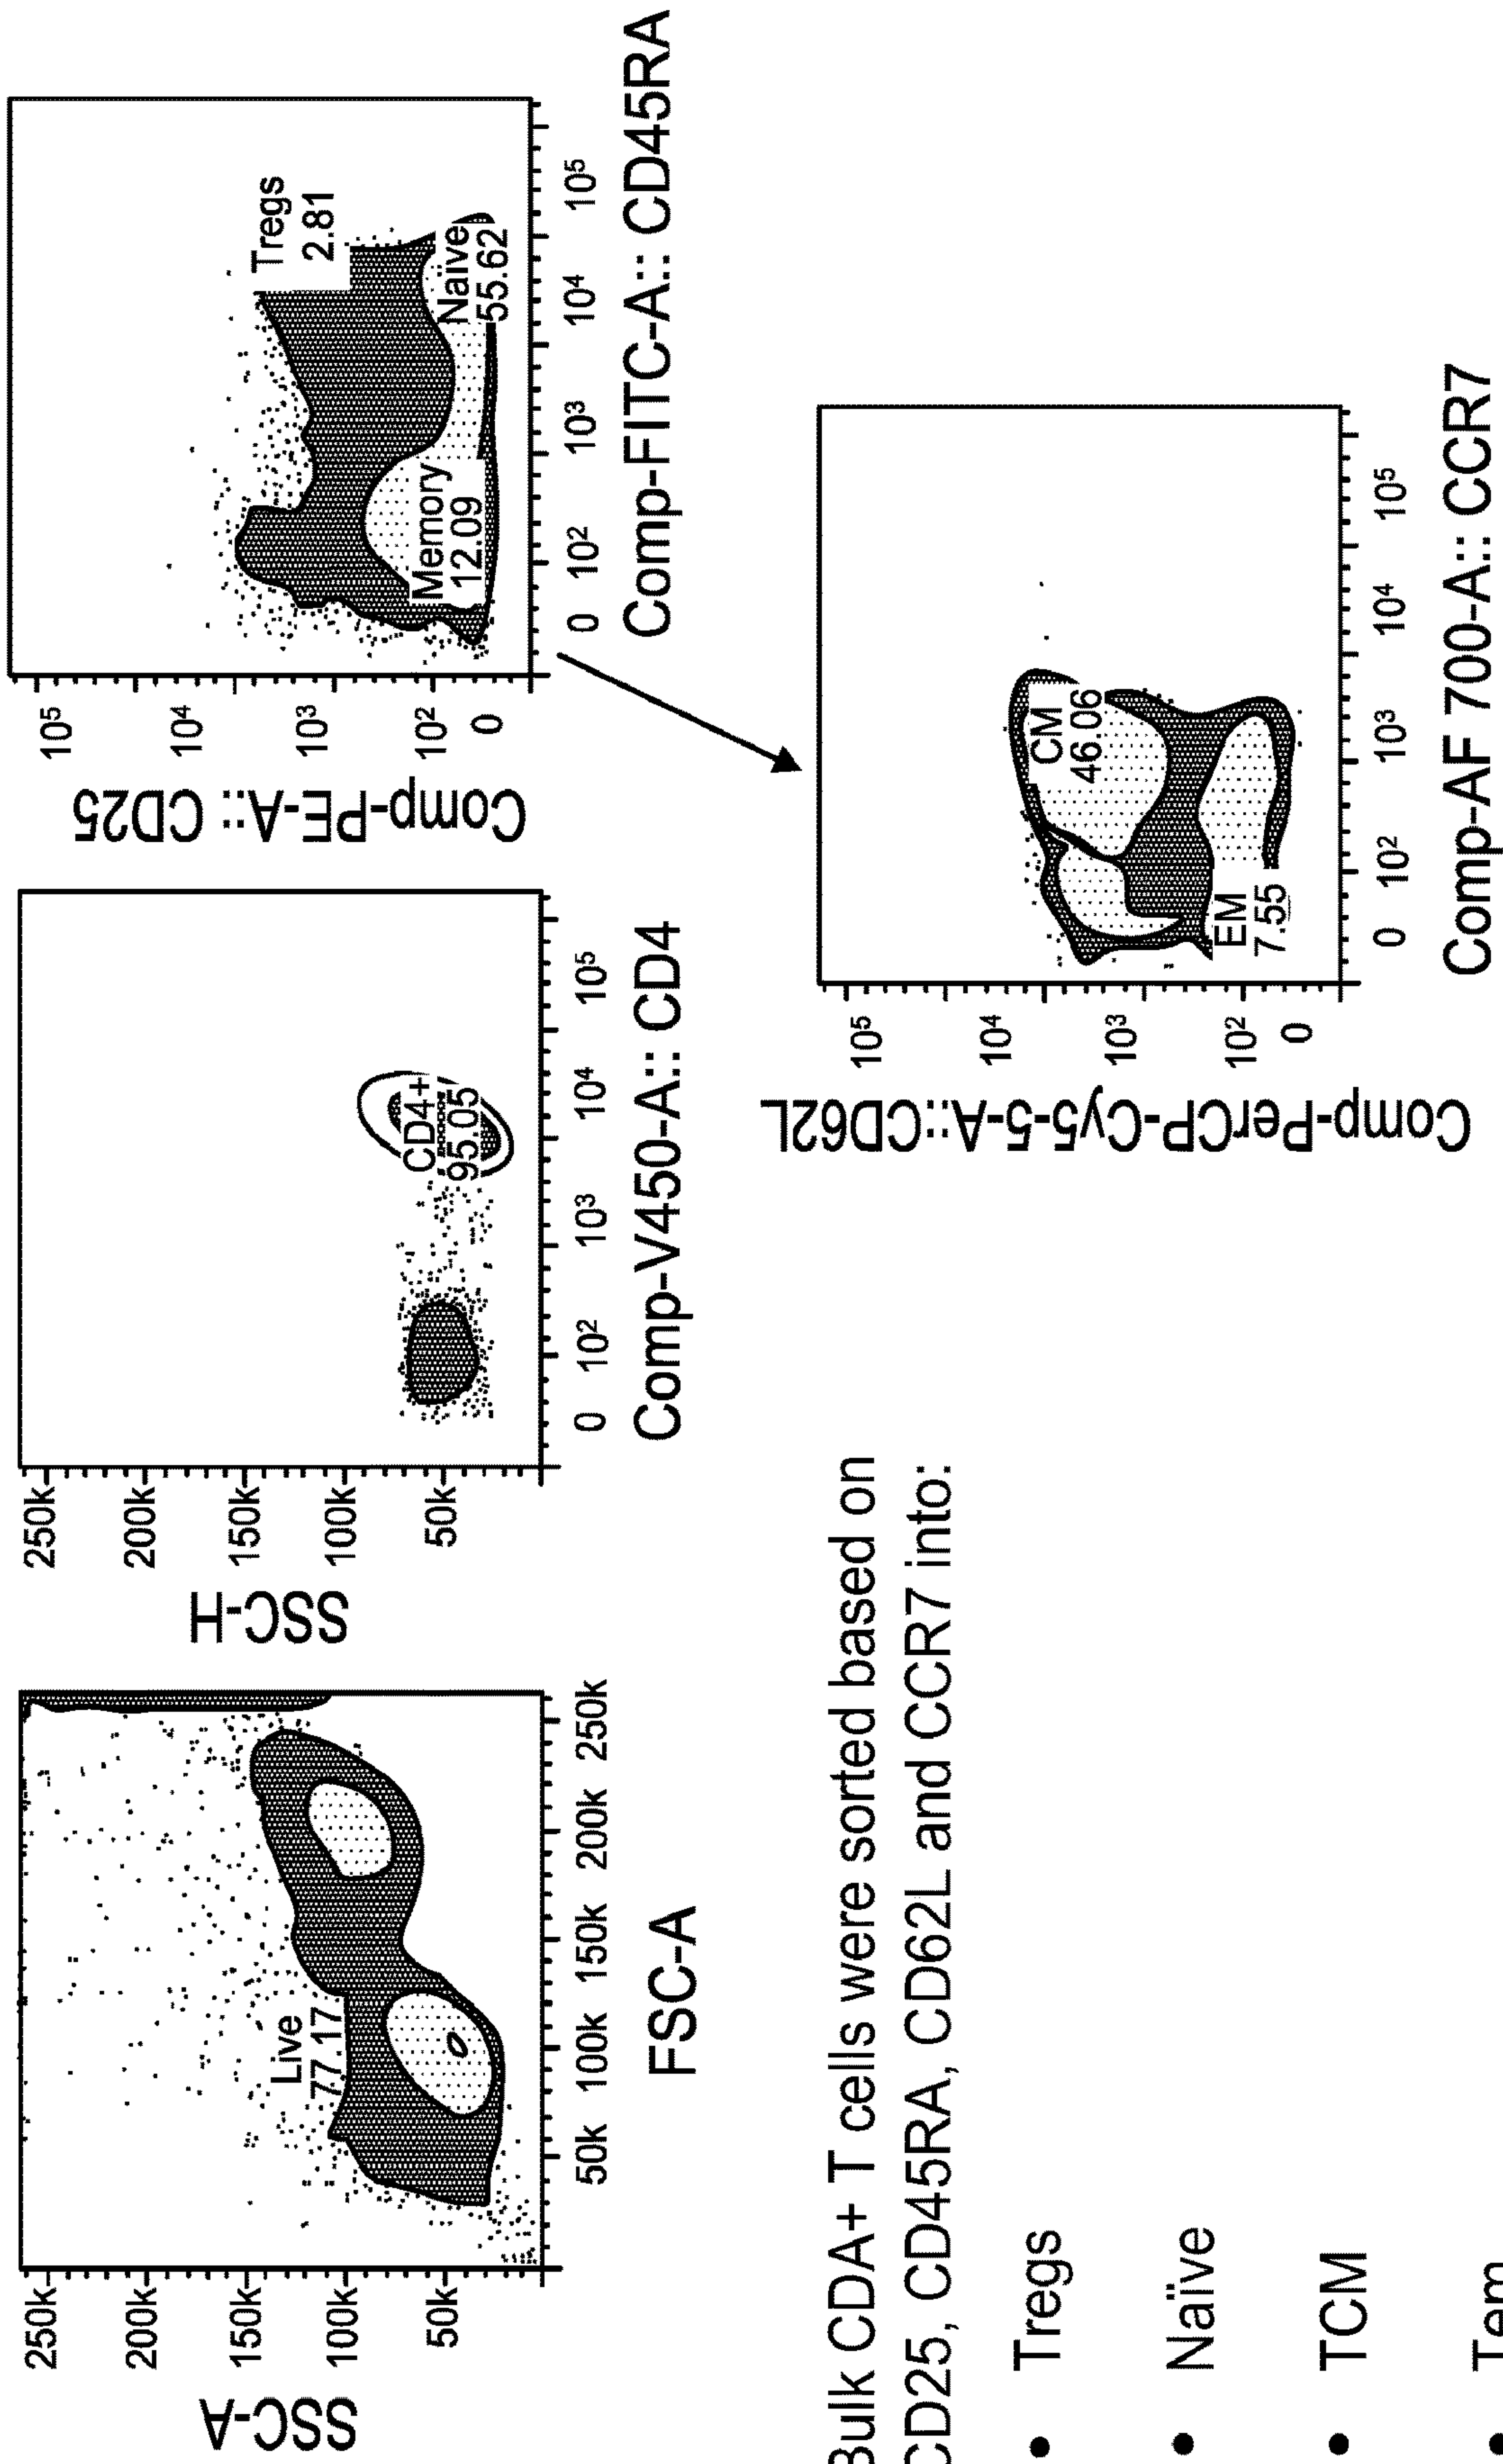 250k
200k
150k
100k
50k
SSC-A
Live
77.17
50k 100k 150k 200k 250k
FSC-A
250k
200k
150k
100k
50k
SSC-H
CD4+
95.05
0 10² 10³ 10⁴ 10⁵
Comp-V450-A:: CD4
10⁵
10⁴
10³
10²
0
Comp-PE-A:: CD25
Tregs
2.81
Memory
12.09
Naïve
55.62
0 10² 10³ 10⁴ 10⁵
Comp-FITC-A:: CD45RA
Bulk CDA+ T cells were sorted based on
CD25, CD45RA, CD62L and CCR7 into:
• Tregs
• Naïve
• TCM
• Tem
10⁵
10⁴
10³
10²
0
Comp-PerCP-Cy5-5-A::CD62L
CM
46.06
EM
7.55
0 10² 10³ 10⁴ 10⁵
Comp-AF 700-A:: CCR7